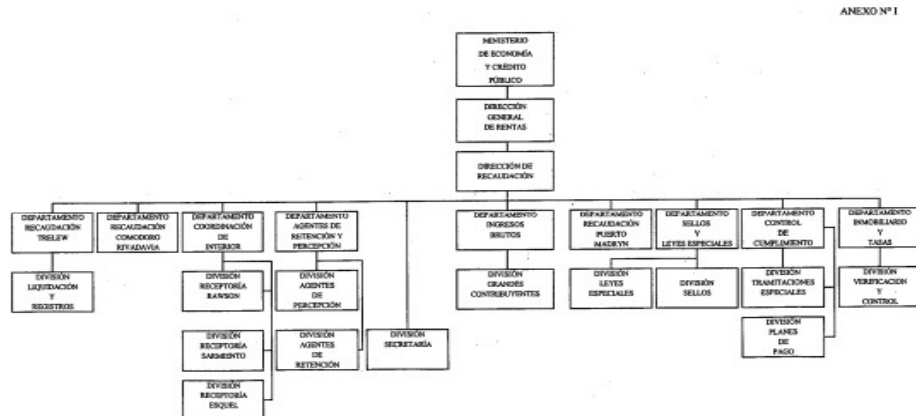 ANEXO Nº I
MINISTERIO
DE ECONOMÍA
Y CRÉDITO
PÚBLICO
DIRECCIÓN
GENERAL
DE RENTAS
DIRECCIÓN DE
RECAUDACIÓN
DEPARTAMENTO
RECAUDACIÓN
TRELEW
DEPARTAMENTO
RECAUDACIÓN
COMODORO
RIVADAVIA
DEPARTAMENTO
COORDINACIÓN
DE
INTERIOR
DEPARTAMENTO
AGENTES DE
RETENCIÓN Y
PERCEPCIÓN
DEPARTAMENTO
INGRESOS
BRUTOS
DEPARTAMENTO
RECAUDACIÓN
PUERTO
MADRYN
DEPARTAMENTO
SELLOS
Y
LEYES ESPECIALES
DEPARTAMENTO
CONTROL
DE
CUMPLIMIENTO
DEPARTAMENTO
INMOBILIARIO
Y
TASAS
DIVISIÓN
LIQUIDACIÓN
Y
REGISTROS
DIVISIÓN
RECEPTORÍA
RAWSON
DIVISIÓN
AGENTES
DE
PERCEPCIÓN
DIVISIÓN
GRANDES
CONTRIBUYENTES
DIVISIÓN
LEYES
ESPECIALES
DIVISIÓN
SELLOS
DIVISIÓN
TRAMITACIONES
ESPECIALES
DIVISIÓN
VERIFICACION
Y
CONTROL
DIVISIÓN
RECEPTORÍA
SARMIENTO
DIVISIÓN
AGENTES
DE
RETENCIÓN
DIVISIÓN
SECRETARÍA
DIVISIÓN
PLANES
DE
PAGO
DIVISIÓN
RECEPTORÍA
ESQUEL